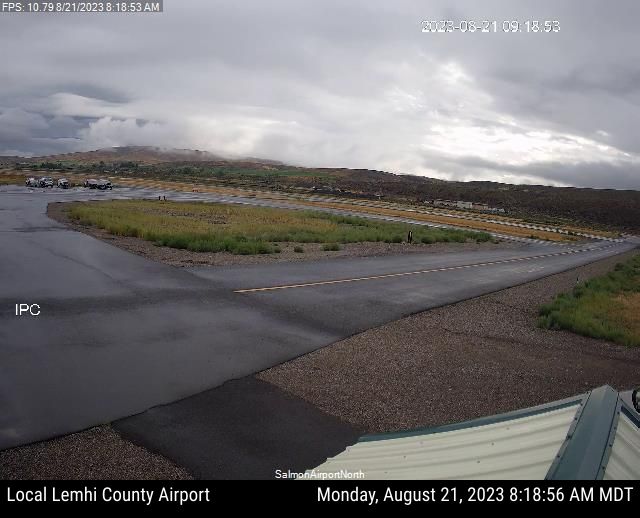 FPS: 10.79 8/21/2023 8:18:53 AM
2023-08-21 09:18:53
IPC
SalmonAirportNorth
Local Lemhi County Airport
Monday, August 21, 2023 8:18:56 AM MDT